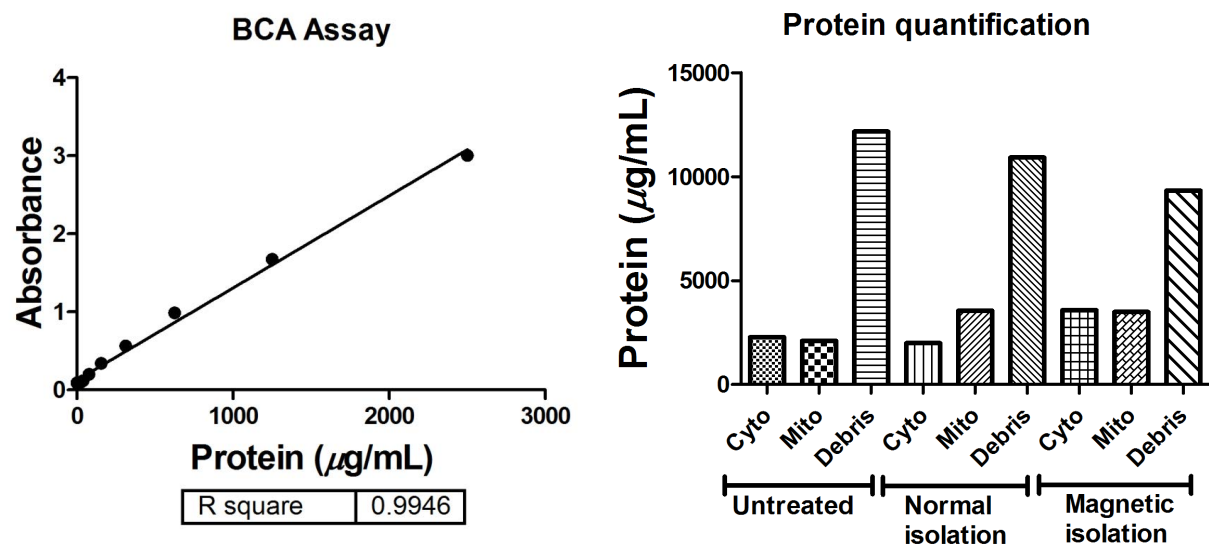 BCA Assay
4
3
2
1
0
Absorbance
0 1000 2000 3000
Protein (μg/mL)
R square 0.9946
Protein quantification
15000
10000
5000
0
Protein (μg/mL)
Cyto Mito Debris Cyto Mito Debris Cyto Mito Debris
Untreated Normal isolation Magnetic isolation